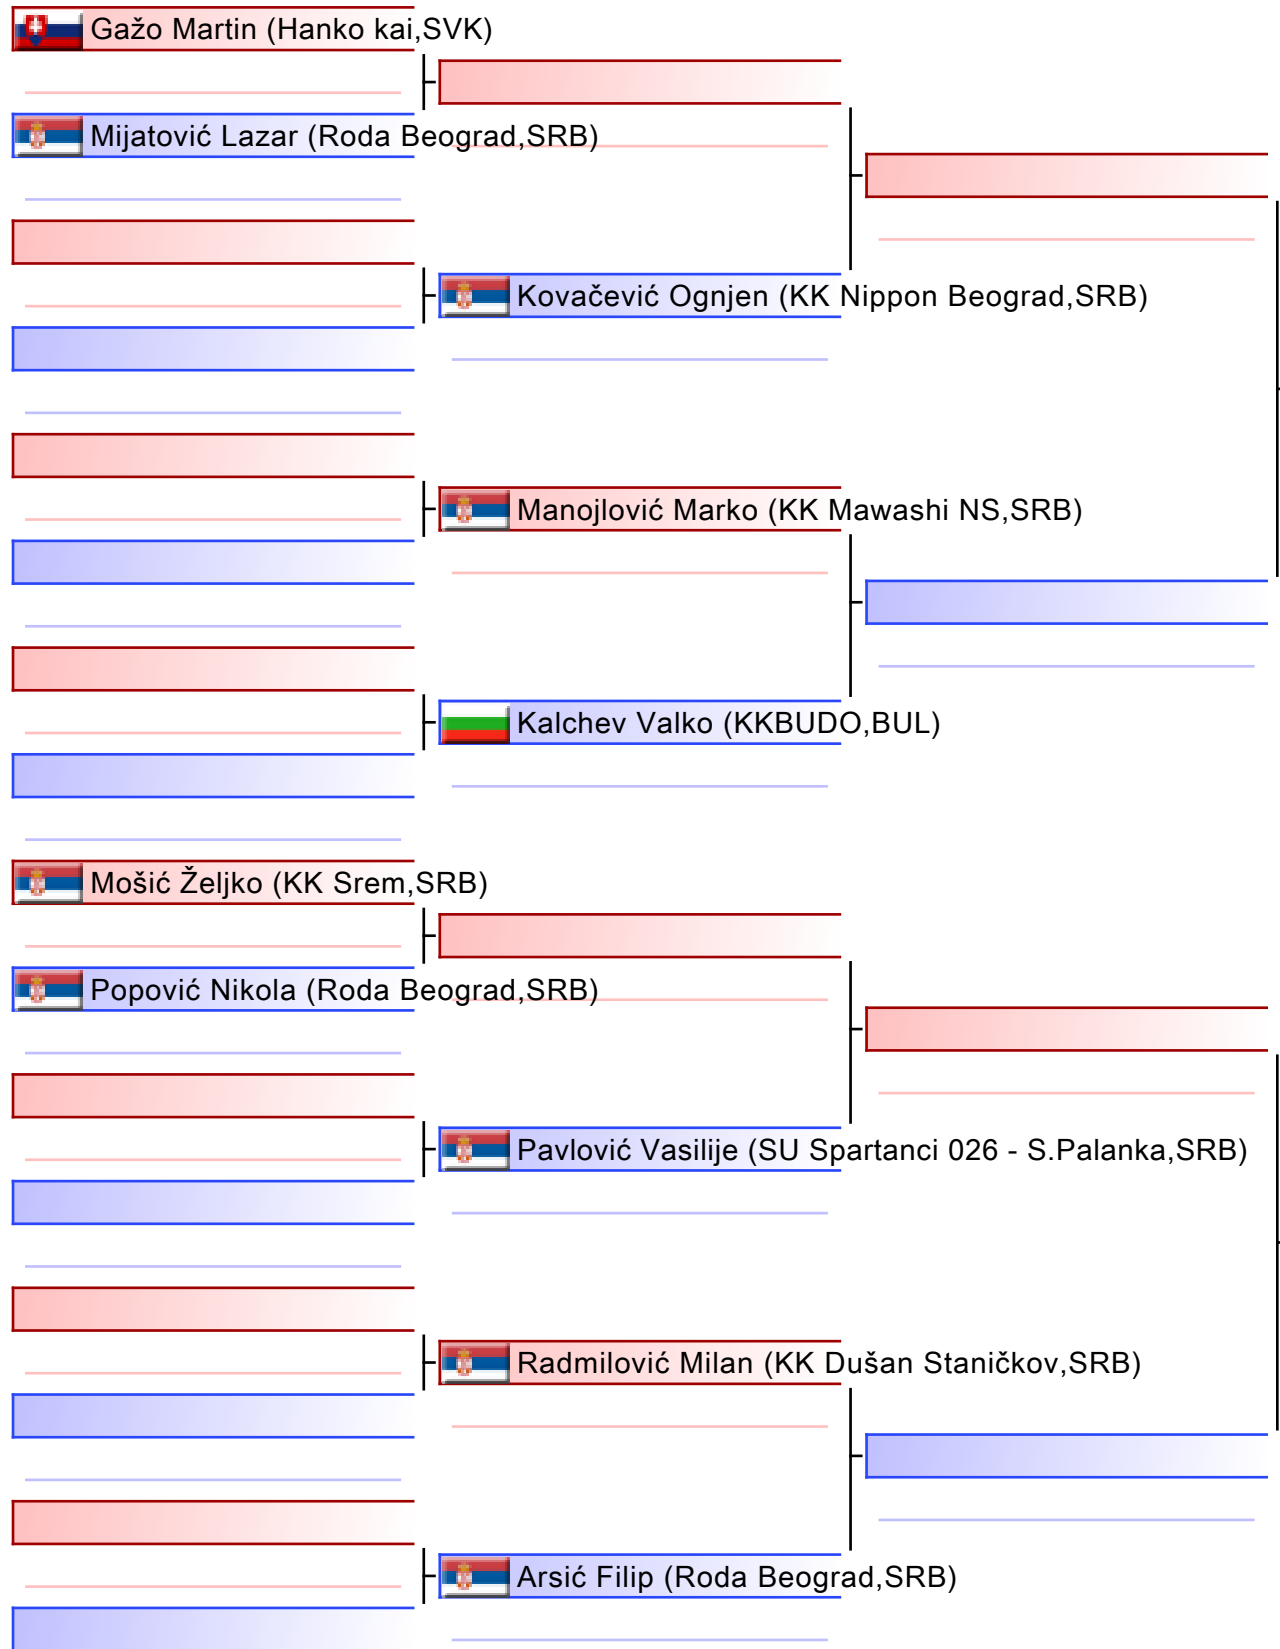 Gažo Martin (Hanko kai,SVK)
Mijatović Lazar (Roda Beograd,SRB)
Kovačević Ognjen (KK Nippon Beograd,SRB)
Manojlović Marko (KK Mawashi NS,SRB)
Kalchev Valko (KKBUDO,BUL)
Mošić Željko (KK Srem,SRB)
Popović Nikola (Roda Beograd,SRB)
Pavlović Vasilije (SU Spartanci 026 - S.Palanka,SRB)
Radmilović Milan (KK Dušan Staničkov,SRB)
Arsić Filip (Roda Beograd,SRB)